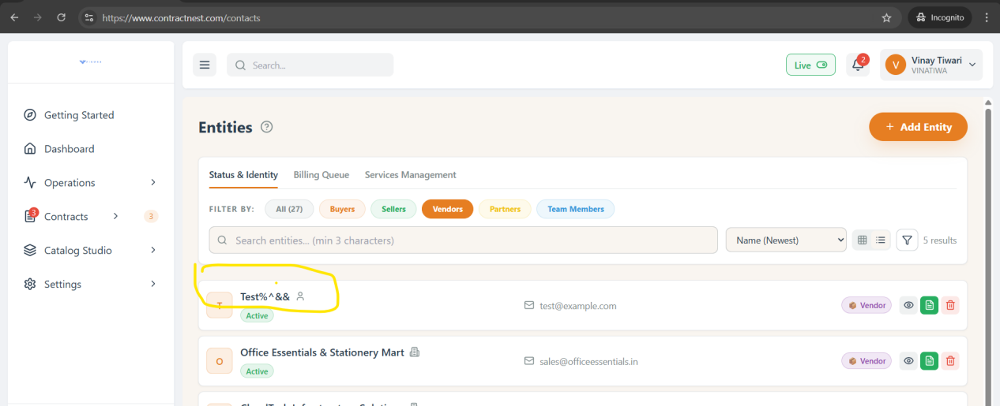 https://www.contractnest.com/contacts
Incognito
Search...
Live
2
V
Vinay Tiwari
VINATIWA
Getting Started
Dashboard
Operations
3
Contracts
3
Catalog Studio
Settings
Entities
+ Add Entity
Status & Identity
Billing Queue
Services Management
FILTER BY:
All (27)
Buyers
Sellers
Vendors
Partners
Team Members
Search entities... (min 3 characters)
Name (Newest)
5 results
T
Test%^&&
Active
test@example.com
Vendor
O
Office Essentials & Stationery Mart
Active
sales@officeessentials.in
Vendor